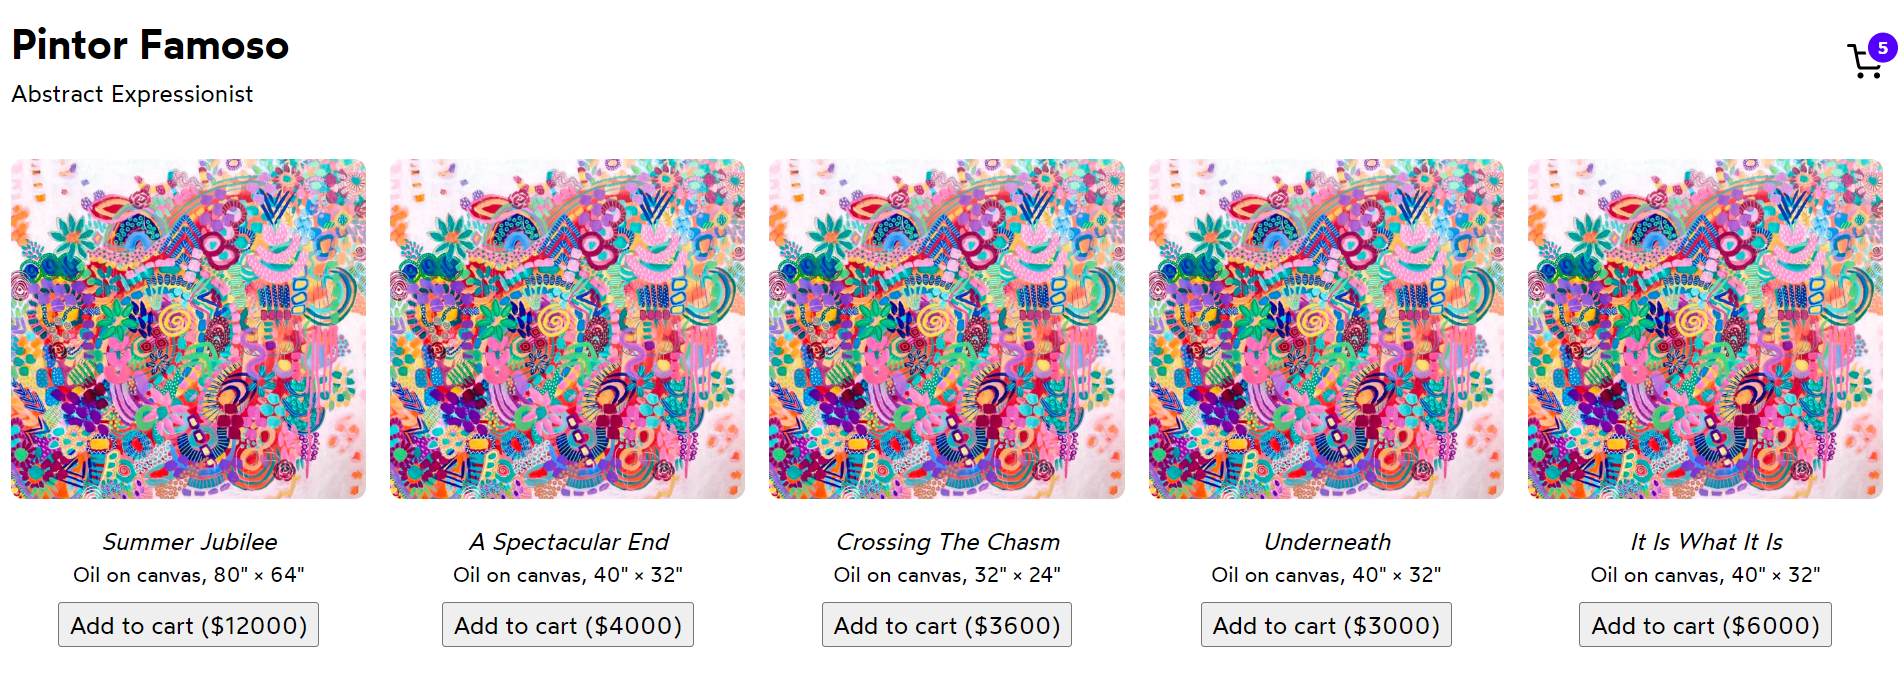 Pintor Famoso
5
Abstract Expressionist
Summer Jubilee
Oil on canvas, 80" × 64"
Add to cart ($12000)
A Spectacular End
Oil on canvas, 40" × 32"
Add to cart ($4000)
Crossing The Chasm
Oil on canvas, 32" × 24"
Add to cart ($3600)
Underneath
Oil on canvas, 40" × 32"
Add to cart ($3000)
It Is What It Is
Oil on canvas, 40" × 32"
Add to cart ($6000)